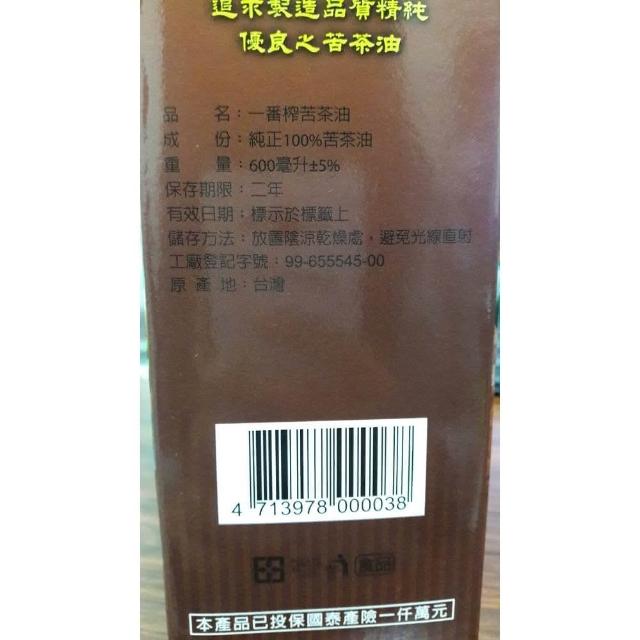 追求製造品質精純
優良之苦茶油
品 名：一番榨苦茶油
成 份：純正100%苦茶油
重 量：600毫升±5%
保存期限：二年
有效日期：標示於標籤上
儲存方法：放置陰涼乾燥處，避免光線直射
工廠登記字號：99-655545-00
原 產 地：台灣
4 713978 000038
食品
本產品已投保國泰產險一仟萬元